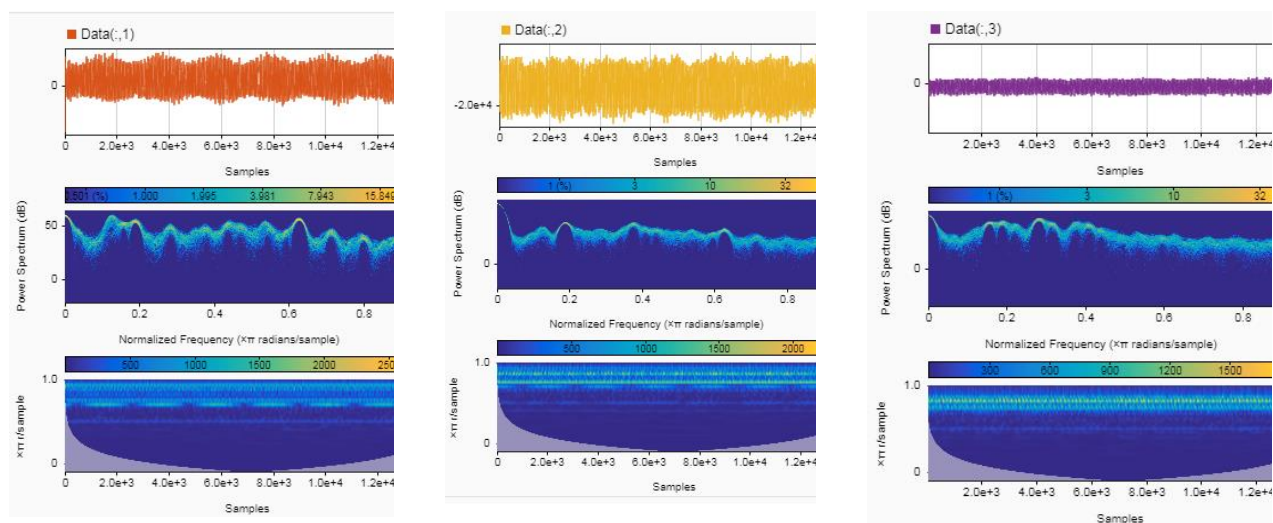 Data(:,1)
0
0 2.0e+3 4.0e+3 6.0e+3 8.0e+3 1.0e+4 1.2e+4
Samples
0.501 (%) 1.000 1.995 3.981 7.943 15.849
Power Spectrum (dB)
50
0
0 0.2 0.4 0.6 0.8
Normalized Frequency (×π radians/sample)
500 1000 1500 2000 250
×π r/sample
1.0
0
0 2.0e+3 4.0e+3 6.0e+3 8.0e+3 1.0e+4 1.2e+4
Samples
Data(:,2)
-2.0e+4
0 2.0e+3 4.0e+3 6.0e+3 8.0e+3 1.0e+4 1.2e+4
Samples
1 (%) 3 10 32
Power Spectrum (dB)
0
0 0.2 0.4 0.6 0.8
Normalized Frequency (×π radians/sample)
500 1000 1500 2000
×π r/sample
1.0
0
0 2.0e+3 4.0e+3 6.0e+3 8.0e+3 1.0e+4 1.2e+4
Samples
Data(:,3)
0
2.0e+3 4.0e+3 6.0e+3 8.0e+3 1.0e+4 1.2e+4
Samples
1 (%) 3 10 32
Power Spectrum (dB)
0
0 0.2 0.4 0.6 0.8
Normalized Frequency (×π radians/sample)
300 600 900 1200 1500
×π r/sample
1.0
0
2.0e+3 4.0e+3 6.0e+3 8.0e+3 1.0e+4 1.2e+4
Samples